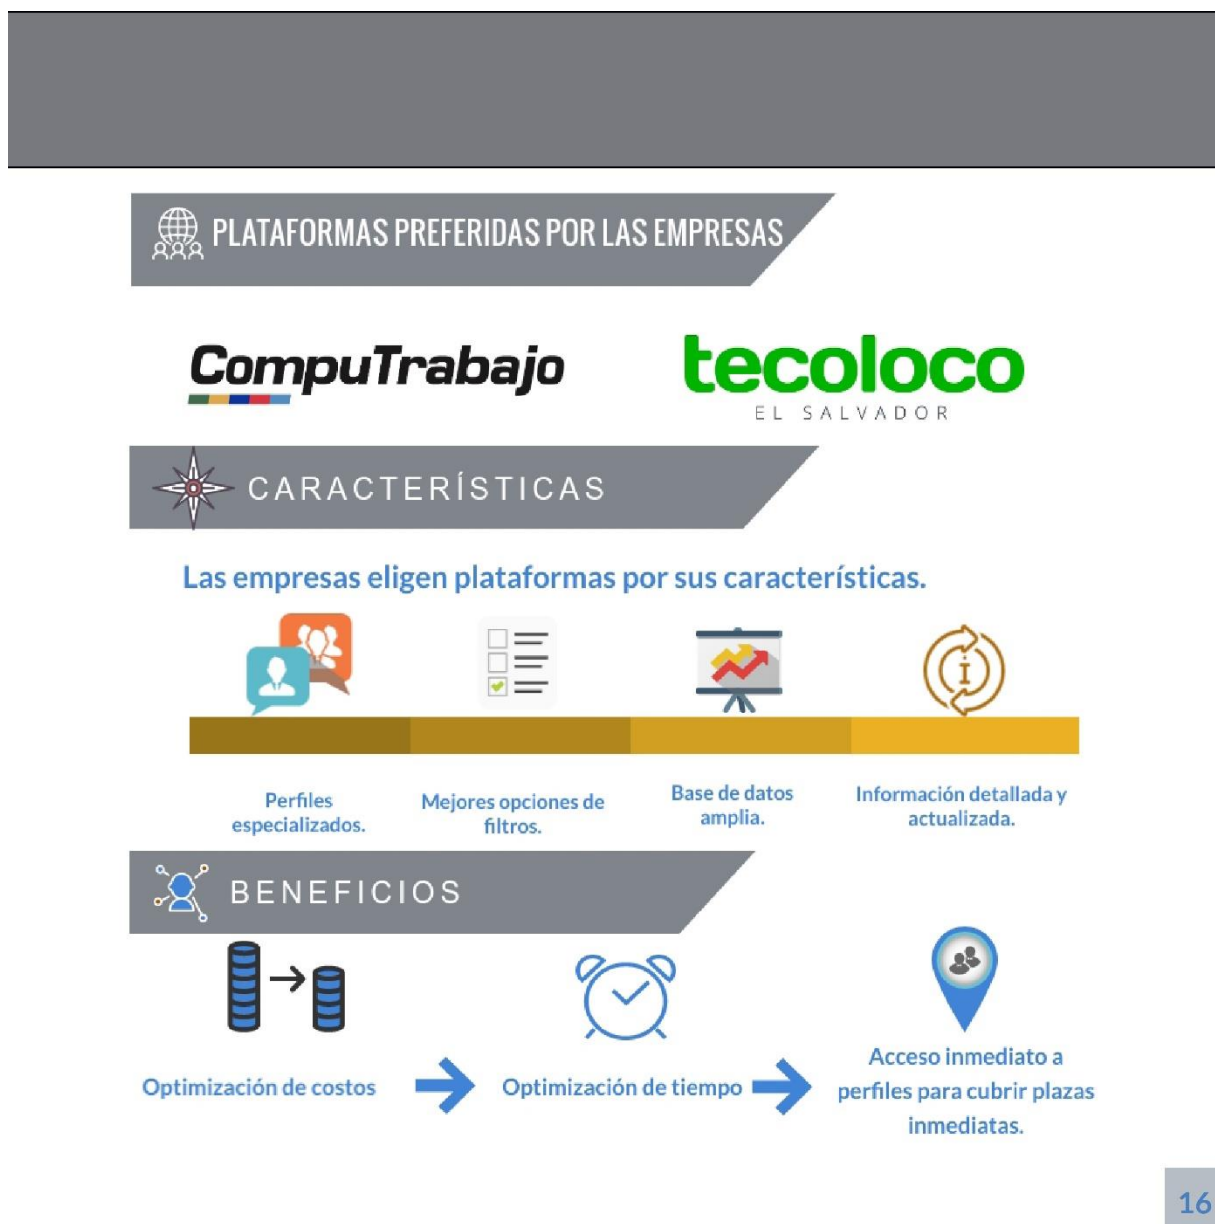 PLATAFORMAS PREFERIDAS POR LAS EMPRESAS
CompuTrabajo
tecoloco
EL SALVADOR
CARACTERÍSTICAS
Las empresas eligen plataformas por sus características.
Perfiles
especializados.
Mejores opciones de
filtros.
Base de datos
amplia.
Información detallada y
actualizada.
BENEFICIOS
Optimización de costos
Optimización de tiempo
Acceso inmediato a
perfiles para cubrir plazas
inmediatas.
16